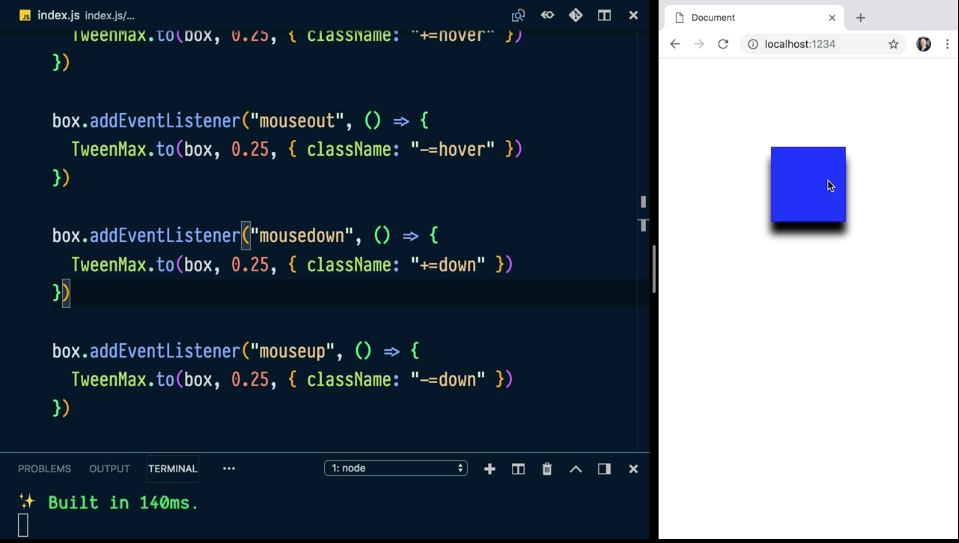 index.js index.js/...
TweenMax.to(box, 0.25, { className: "+=hover" })
})
box.addEventListener("mouseout", () => {
TweenMax.to(box, 0.25, { className: "-=hover" })
})
box.addEventListener("mousedown", () => {
TweenMax.to(box, 0.25, { className: "+=down" })
})
box.addEventListener("mouseup", () => {
TweenMax.to(box, 0.25, { className: "-=down" })
})
PROBLEMS OUTPUT TERMINAL ... 1: node
✨ Built in 140ms.
Document
localhost:1234